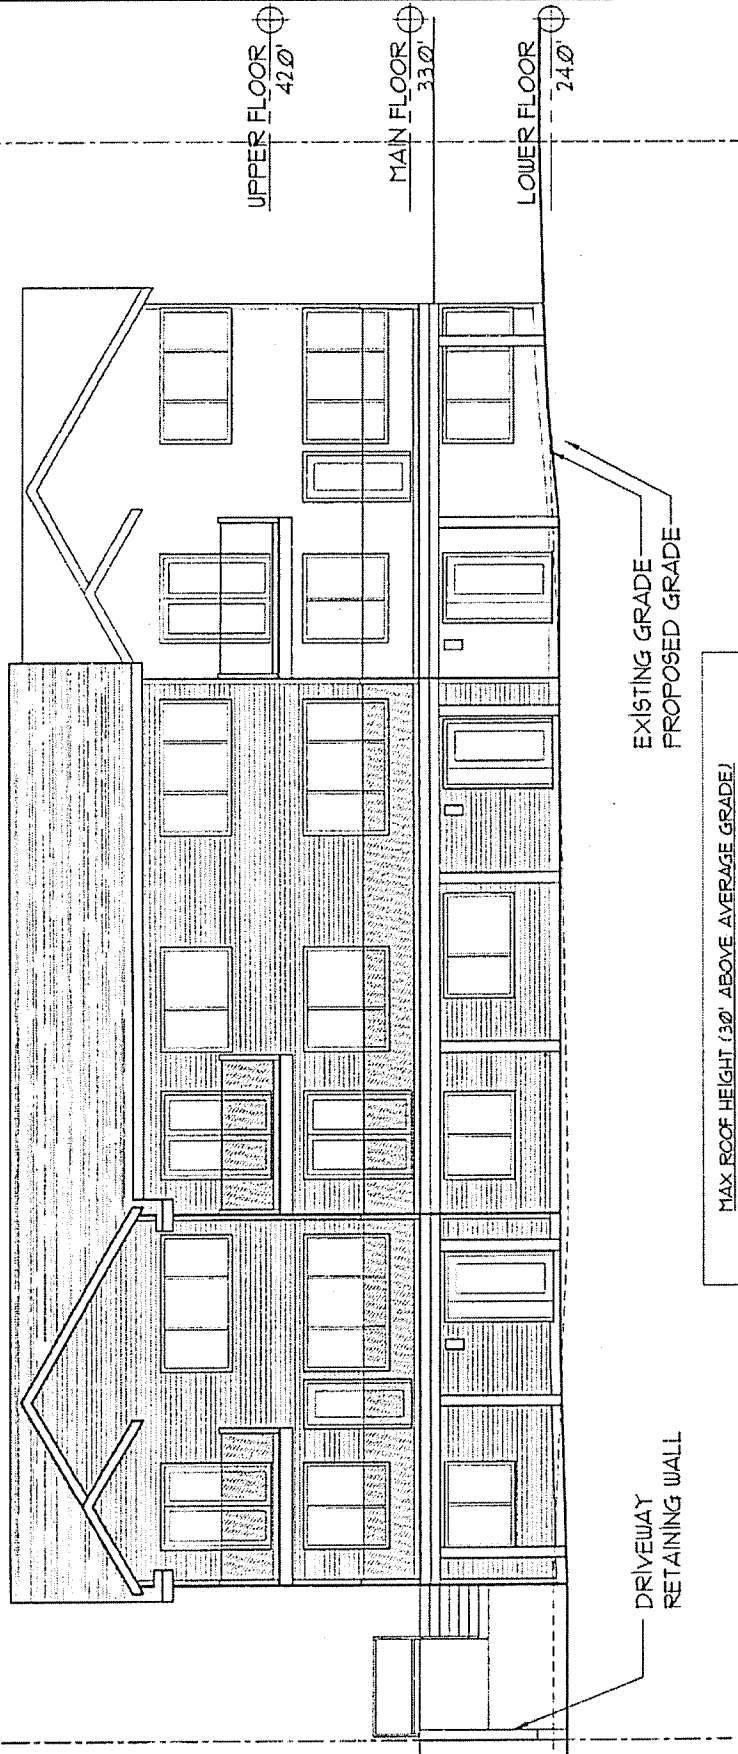 UPPER FLOOR
42.0'
MAIN FLOOR
33.0'
LOWER FLOOR
24.0'
EXISTING GRADE
PROPOSED GRADE
DRIVEWAY
RETAINING WALL
MAX ROOF HEIGHT (30' ABOVE AVERAGE GRADE)